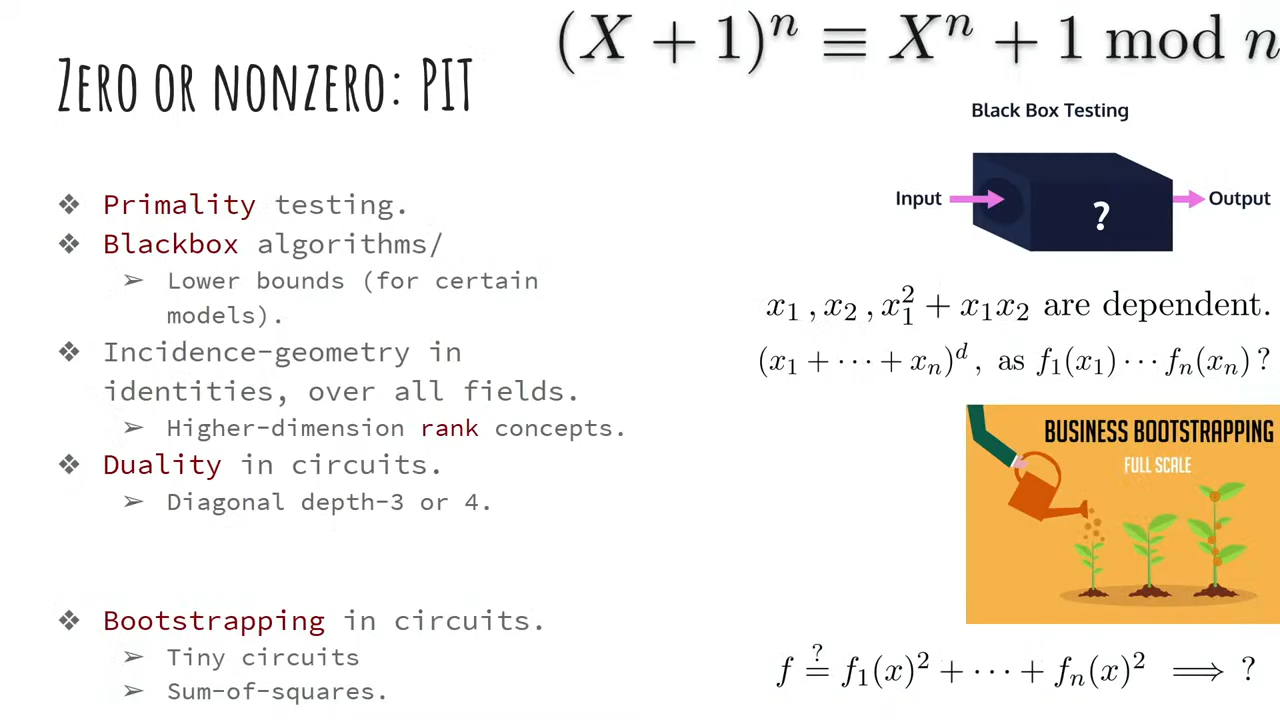 (X + 1)^n ≡ X^n + 1 mod n
ZERO OR NONZERO: PIT
Black Box Testing
Input
?
Output
❖ Primality testing.
❖ Blackbox algorithms/
➢ Lower bounds (for certain
models).
❖ Incidence-geometry in
identities, over all fields.
➢ Higher-dimension rank concepts.
❖ Duality in circuits.
➢ Diagonal depth-3 or 4.
❖ Bootstrapping in circuits.
➢ Tiny circuits
➢ Sum-of-squares.
x_1 , x_2 , x_1^2 + x_1x_2 are dependent.
(x_1 + ⋯ + x_n)^d , as f_1(x_1) ⋯ f_n(x_n) ?
BUSINESS BOOTSTRAPPING
FULL SCALE
f ≟ f_1(x)^2 + ⋯ + f_n(x)^2 ⟹ ?